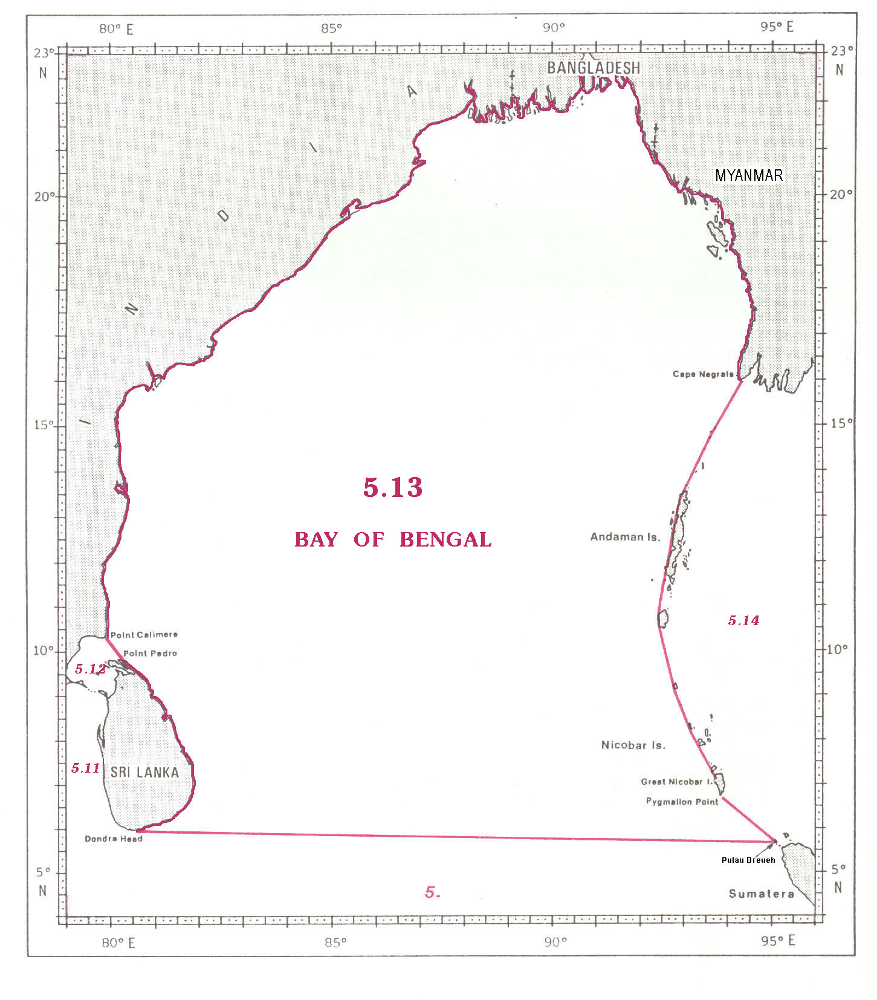 80° E 85° 90° 95° E
23° 23°
N N
BANGLADESH
A
I
MYANMAR
20° 20°
D
N
Cape Negrais
I
15° 15°
5.13
Andaman Is.
BAY OF BENGAL
5.14
Point Calimere
10° 10°
Point Pedro
5.12
Nicobar Is.
5.11
SRI LANKA
Great Nicobar I.
Pygmalion Point
Dondra Head
Pulau Breueh
5° 5°
N N
5.
Sumatera
80° E 85° 90° 95° E